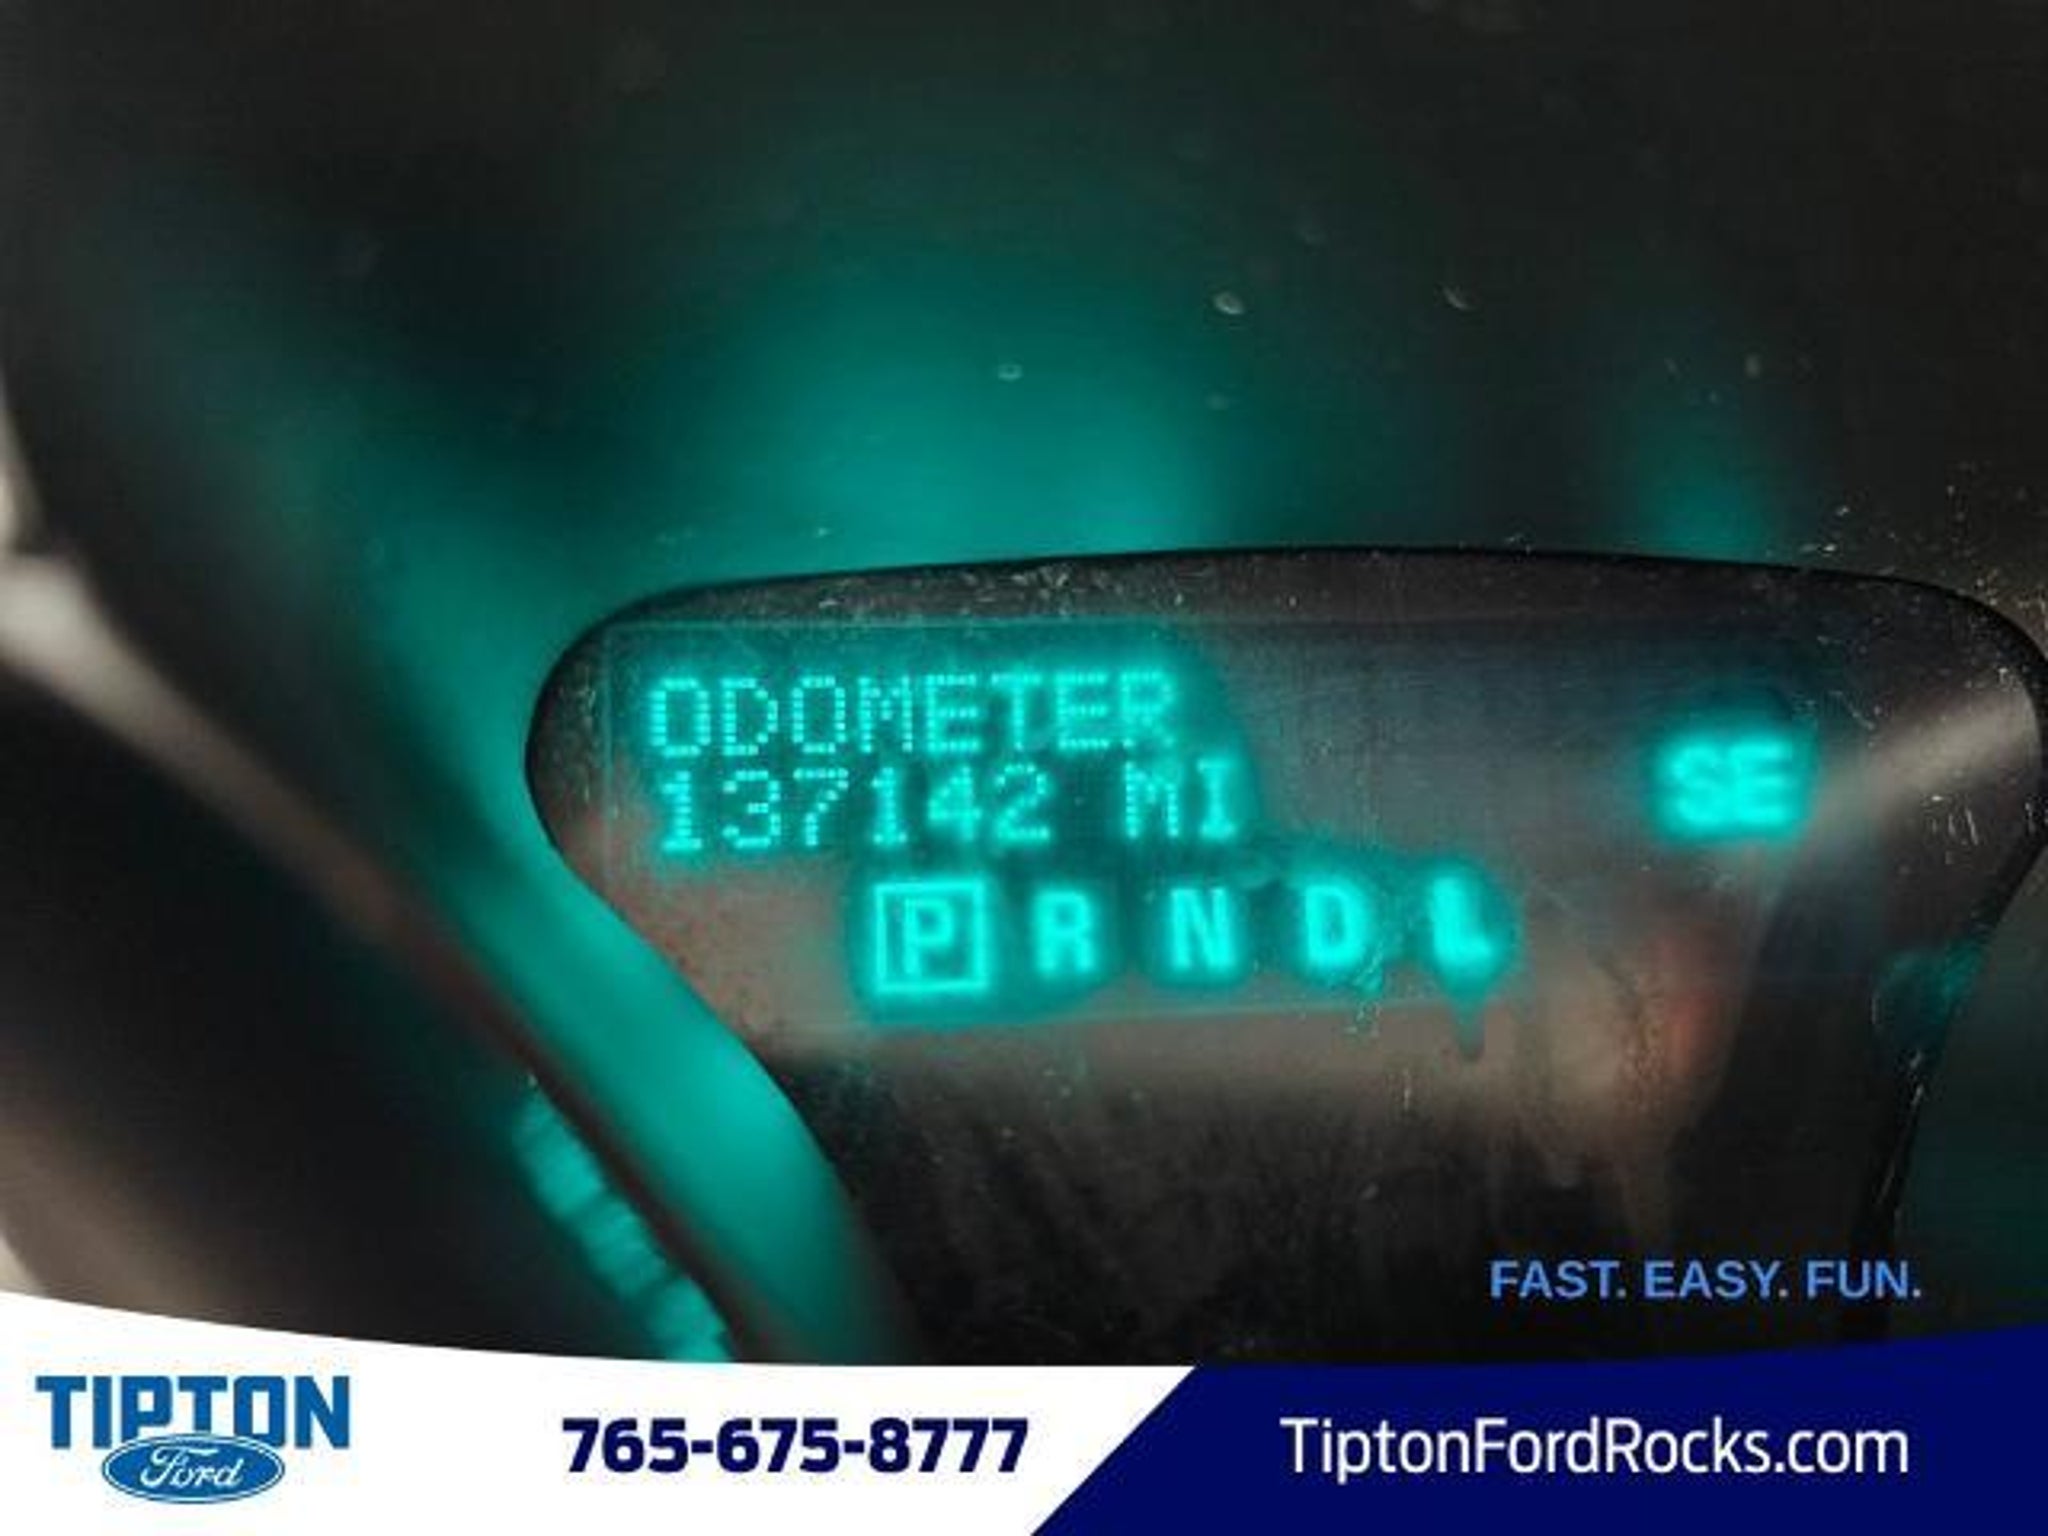 ODOMETER
137142 MI
SE
P R N D L
FAST. EASY. FUN.
TIPTON
Ford
765-675-8777
TiptonFordRocks.com